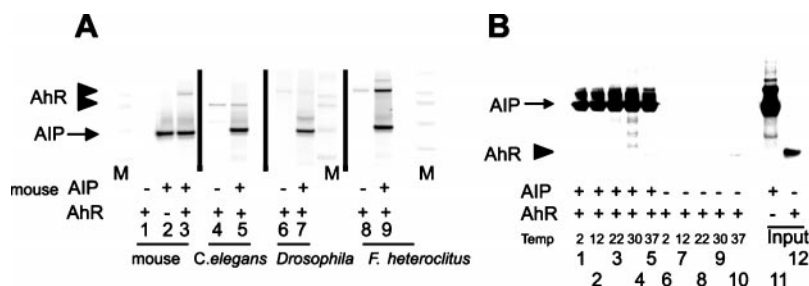 A
B
AhR
AIP
M
M
M
mouse AIP - + + - + - + - +
AhR + - + + + + + + +
1 2 3 4 5 6 7 8 9
mouse C.elegans Drosophila F. heteroclitus
AIP
AhR
AIP + + + + + - - - - - + -
AhR + + + + + + + + + + - +
Temp 2 12 22 30 37 2 12 22 30 37 Input
1 3 5 7 9 12
2 4 6 8 10 11